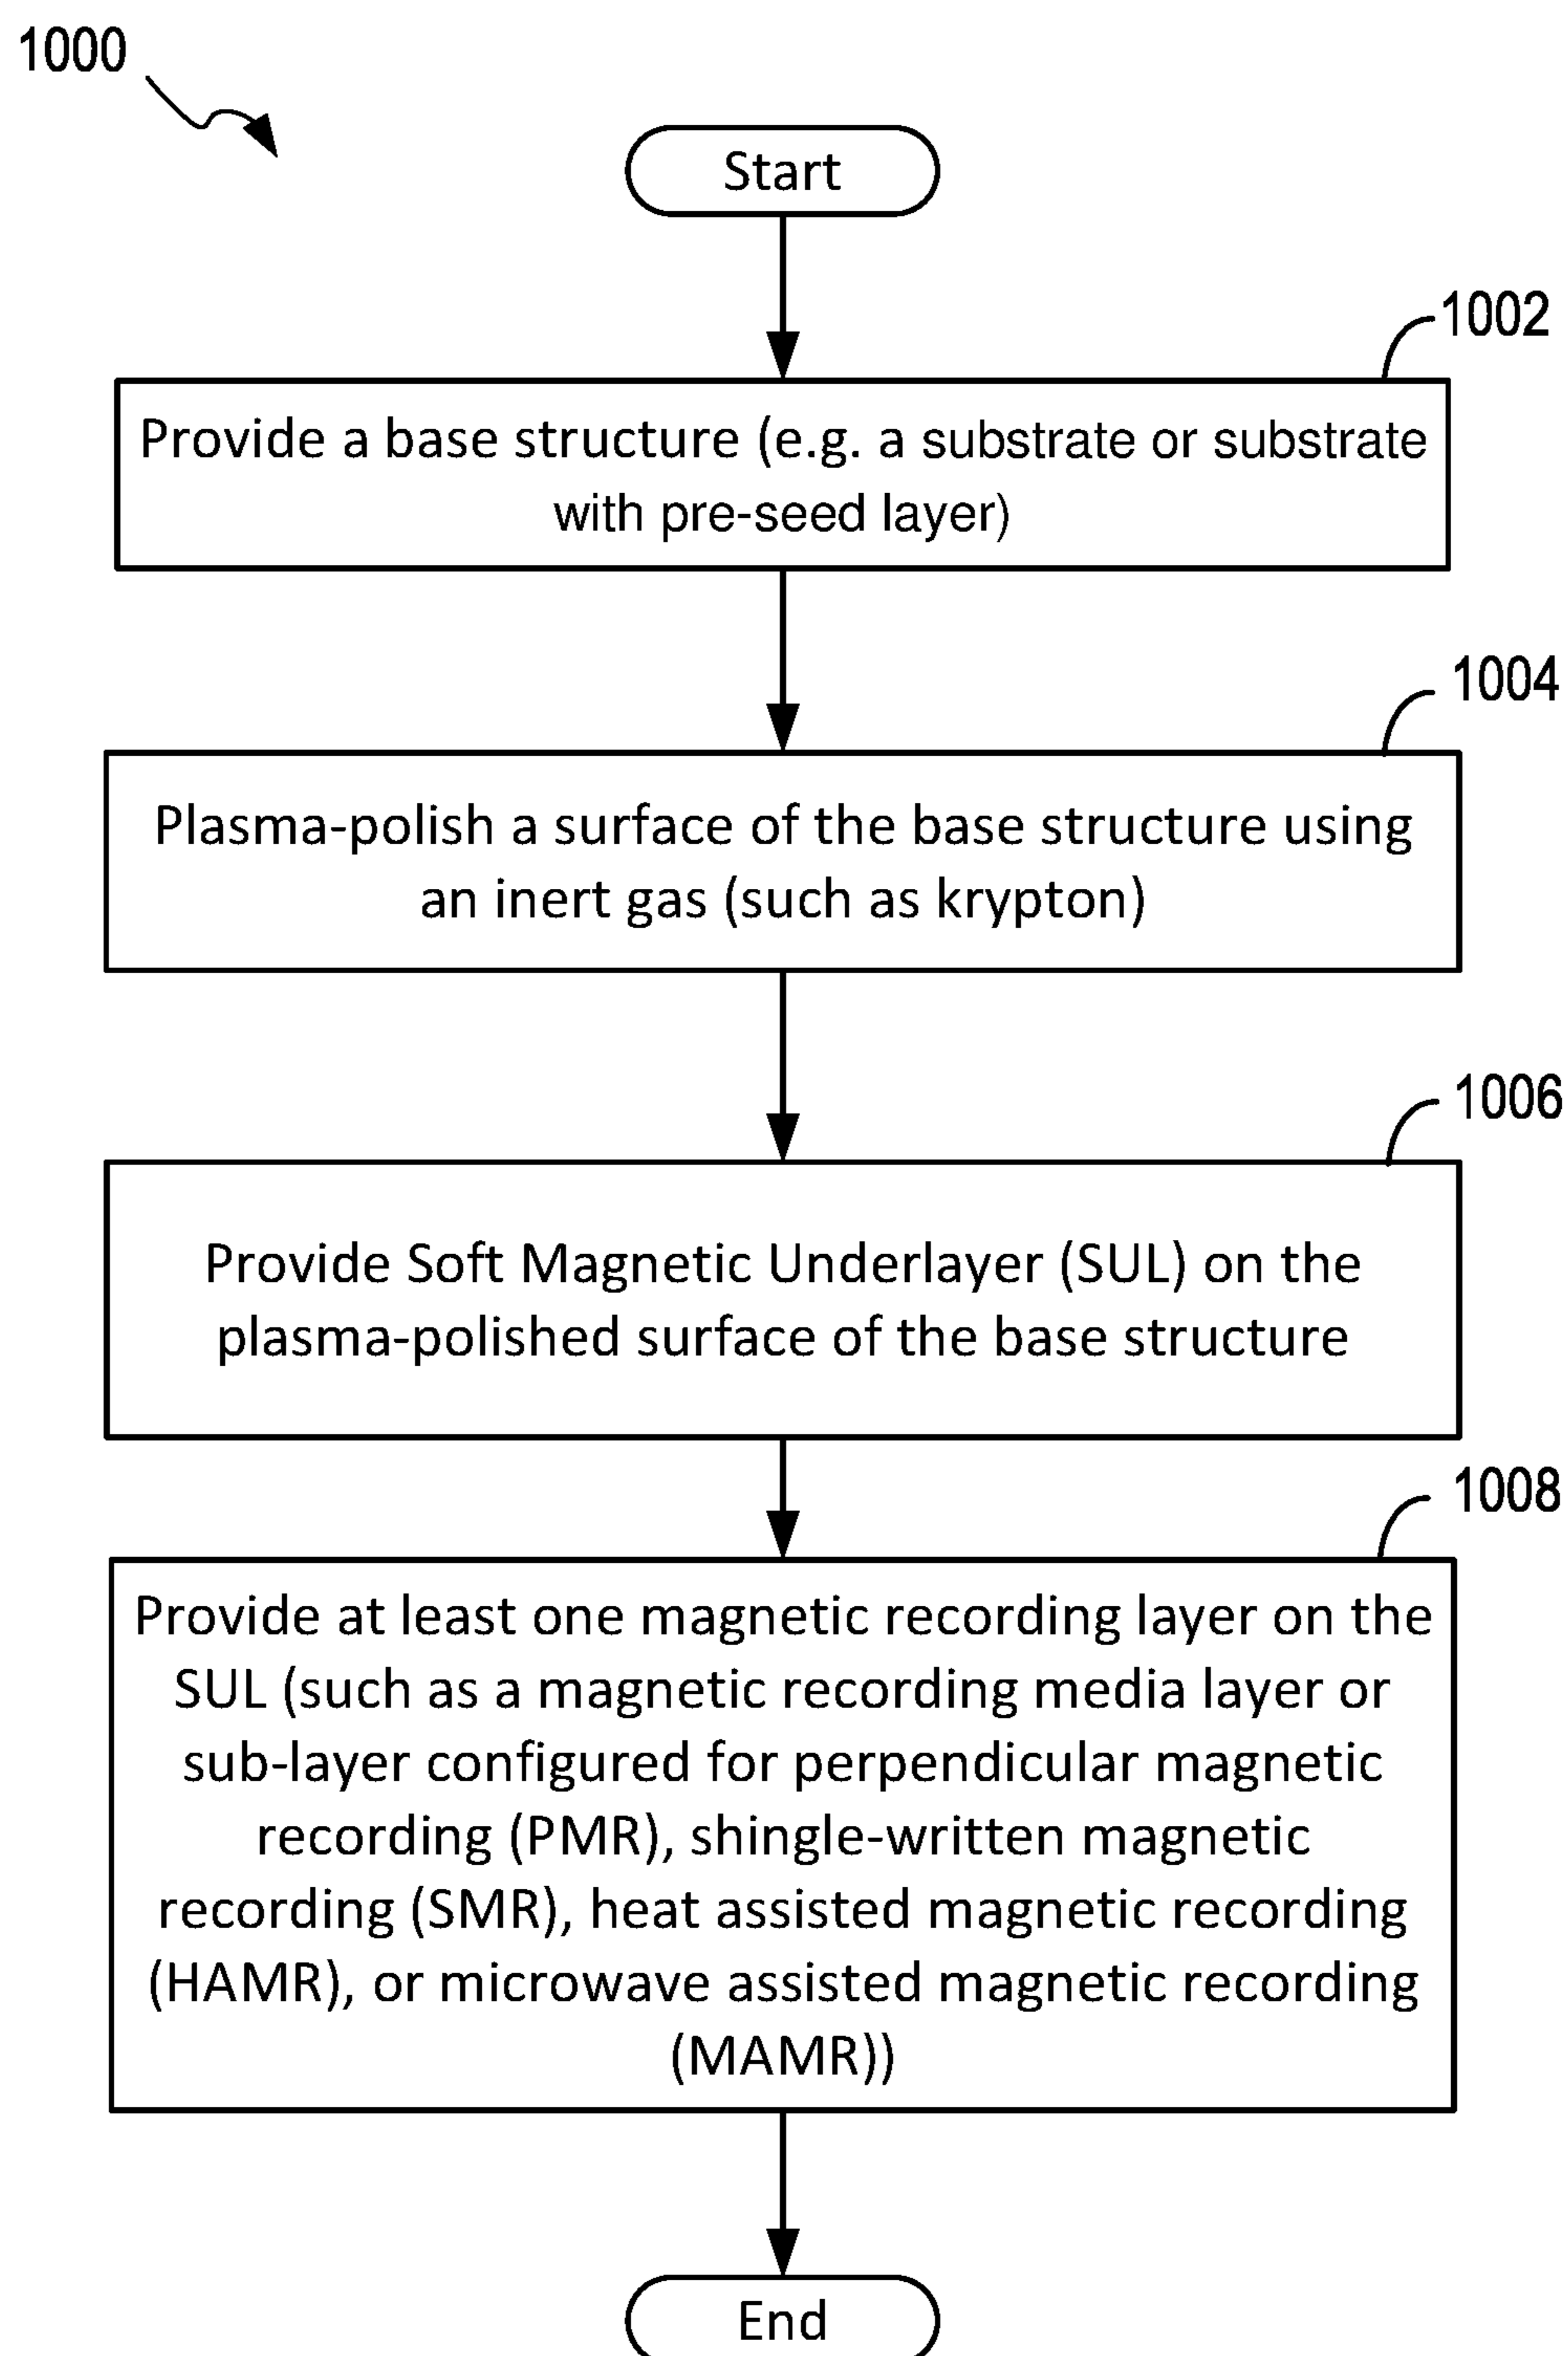 1000
Start
1002
Provide a base structure (e.g. a substrate or substrate
with pre-seed layer)
1004
Plasma-polish a surface of the base structure using
an inert gas (such as krypton)
1006
Provide Soft Magnetic Underlayer (SUL) on the
plasma-polished surface of the base structure
1008
Provide at least one magnetic recording layer on the
SUL (such as a magnetic recording media layer or
sub-layer configured for perpendicular magnetic
recording (PMR), shingle-written magnetic
recording (SMR), heat assisted magnetic recording
(HAMR), or microwave assisted magnetic recording
(MAMR))
End